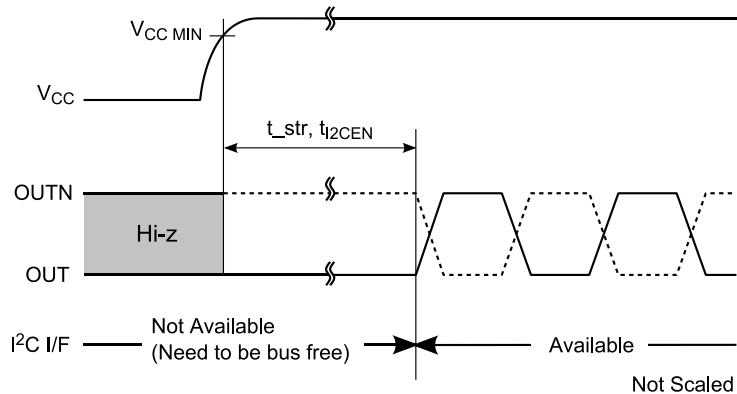 V_CC MIN
V_CC
t_str, t_I2CEN
OUTN
Hi-z
OUT
I²C I/F
Not Available
(Need to be bus free)
Available
Not Scaled